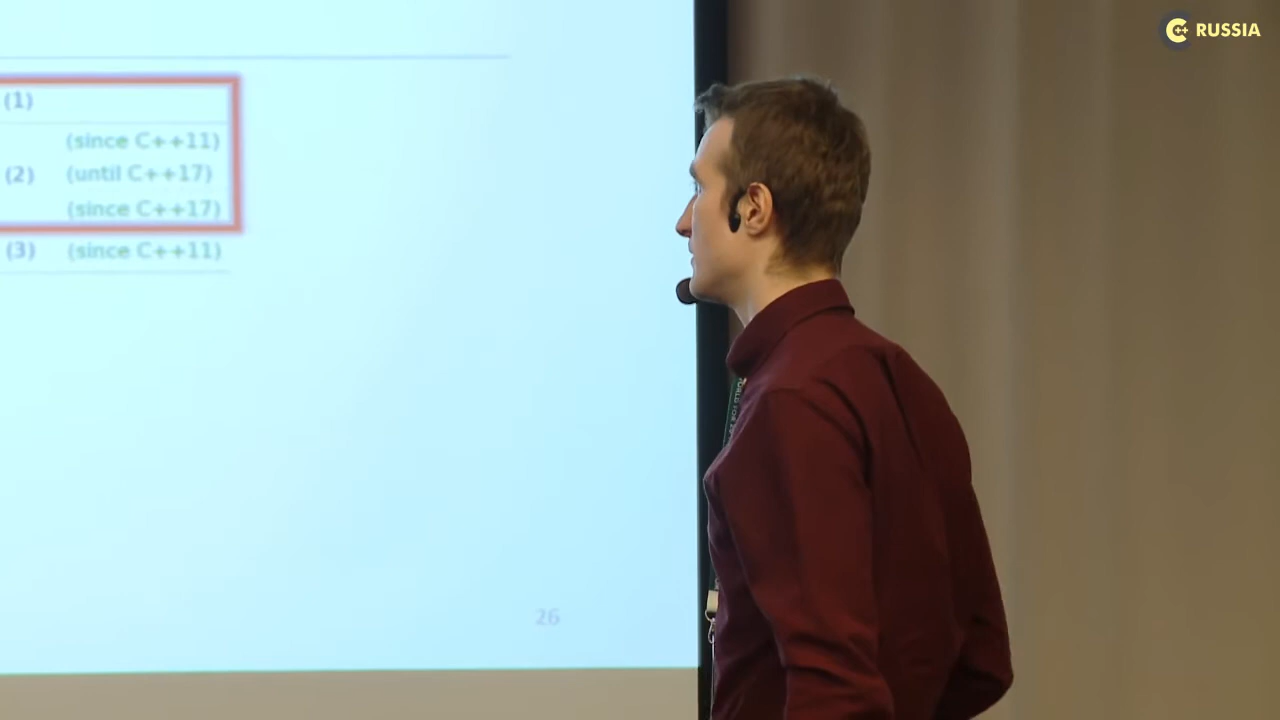 C++ RUSSIA
(1)
(since C++11)
(2) (until C++17)
(since C++17)
(3) (since C++11)
26